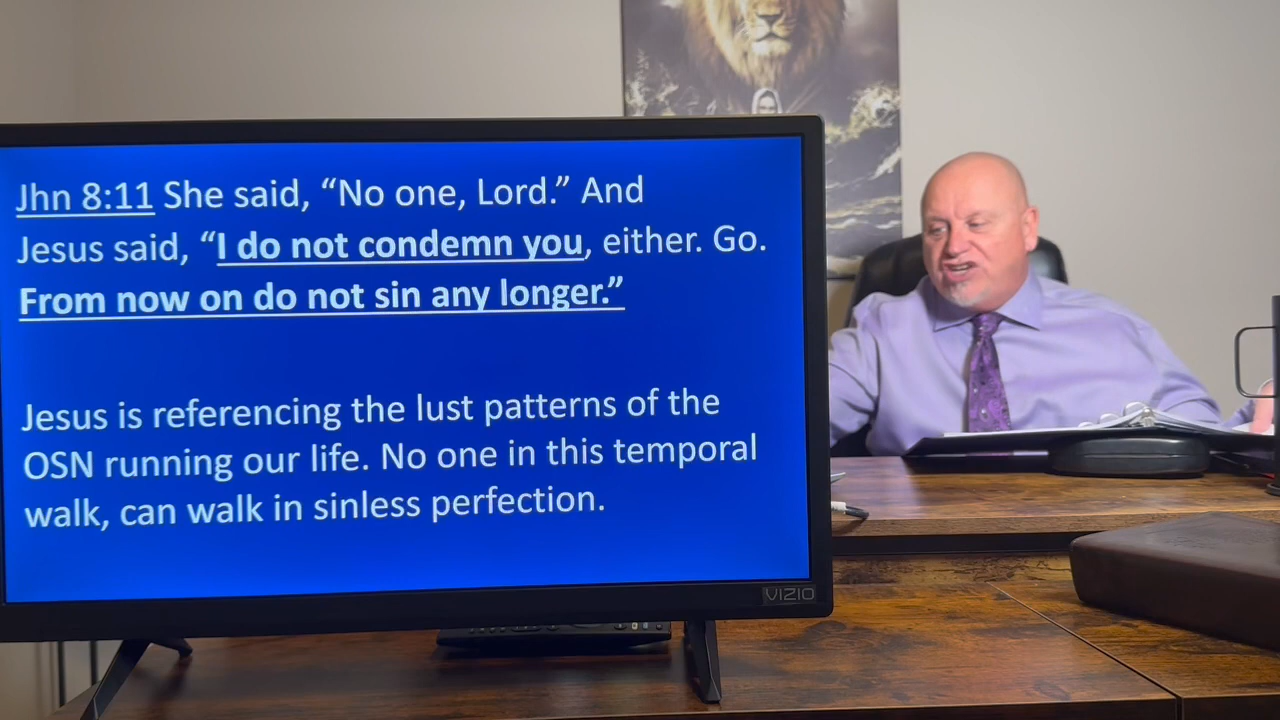 Jhn 8:11 She said, “No one, Lord.” And
Jesus said, “I do not condemn you, either. Go.
From now on do not sin any longer.”
Jesus is referencing the lust patterns of the
OSN running our life. No one in this temporal
walk, can walk in sinless perfection.
VIZIO